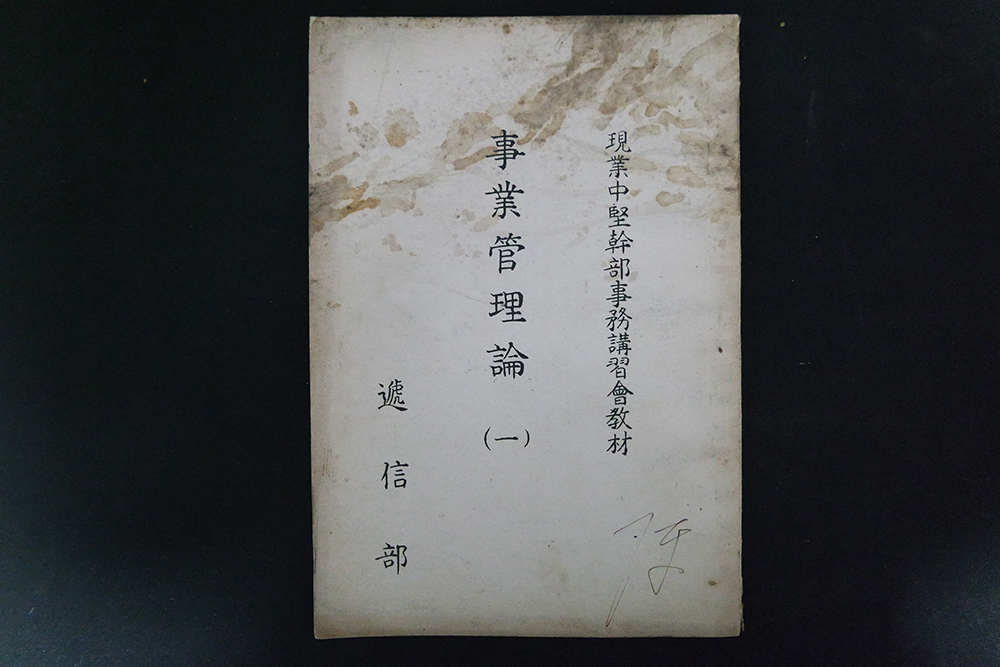 現業中堅幹部事務講習會教材
事業管理論
(一)
遞信部